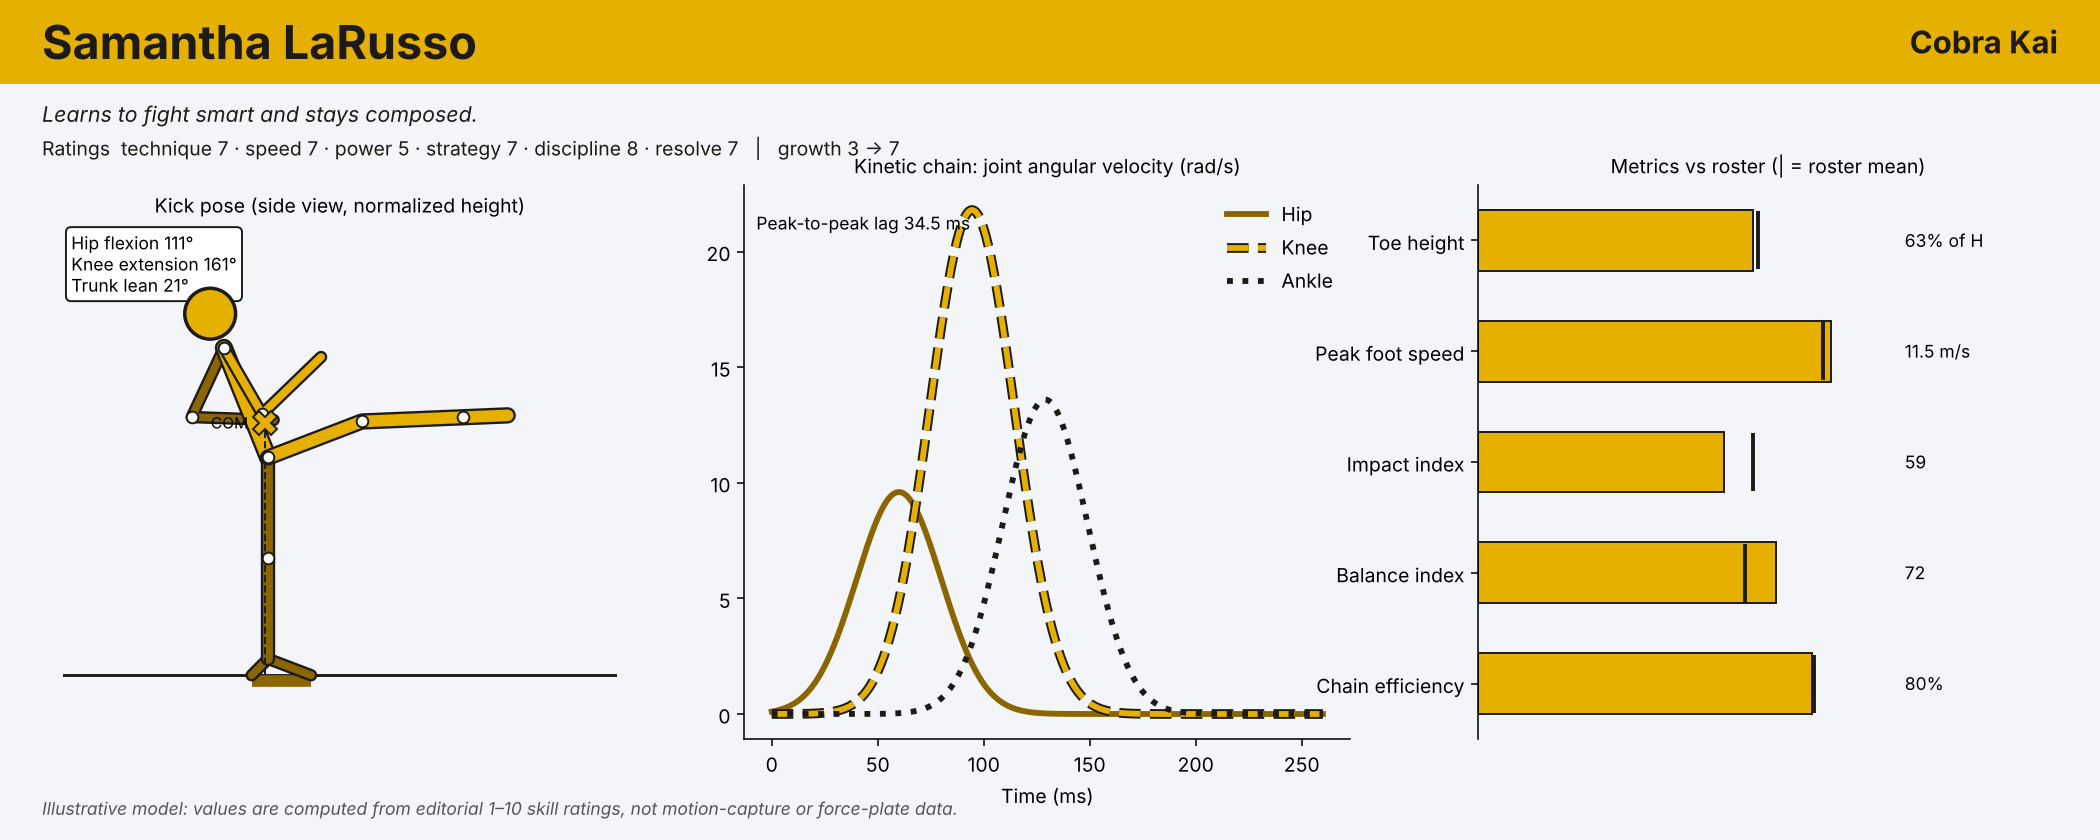 Samantha LaRusso
Cobra Kai
Learns to fight smart and stays composed.
Ratings  technique 7 · speed 7 · power 5 · strategy 7 · discipline 8 · resolve 7  |  growth 3 → 7
Kick pose (side view, normalized height)
Hip flexion 111°
Knee extension 161°
Trunk lean 21°
COM
Kinetic chain: joint angular velocity (rad/s)
Peak-to-peak lag 34.5 ms
Hip
Knee
Ankle
20
15
10
5
0
0 50 100 150 200 250
Time (ms)
Metrics vs roster (| = roster mean)
Toe height 63% of H
Peak foot speed 11.5 m/s
Impact index 59
Balance index 72
Chain efficiency 80%
Illustrative model: values are computed from editorial 1–10 skill ratings, not motion-capture or force-plate data.